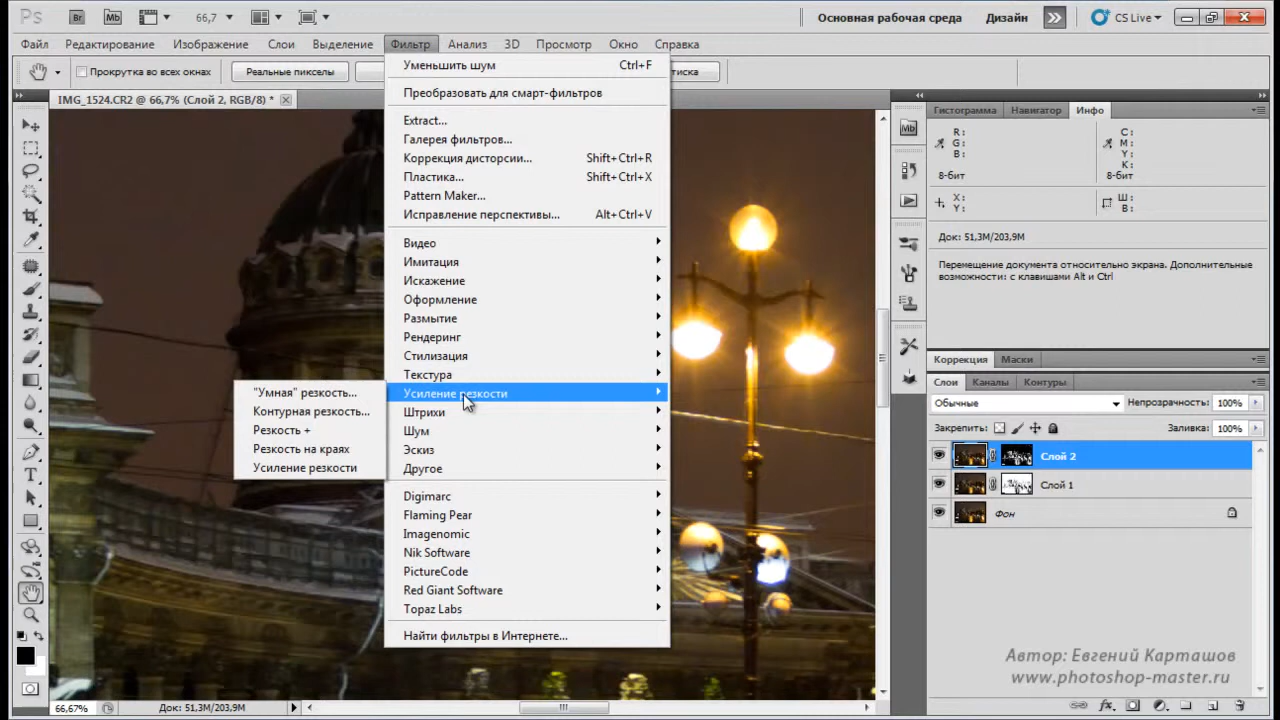 Ps Br Mb 66,7 Основная рабочая среда Дизайн CS Live
Файл Редактирование Изображение Слои Выделение Фильтр Анализ 3D Просмотр Окно Справка
Прокрутка во всех окнах Реальные пикселы
IMG_1524.CR2 @ 66,7% (Слой 2, RGB/8) *
Уменьшить шум Ctrl+F
Преобразовать для смарт-фильтров
Extract...
Галерея фильтров...
Коррекция дисторсии... Shift+Ctrl+R
Пластика... Shift+Ctrl+X
Pattern Maker...
Исправление перспективы... Alt+Ctrl+V
Видео
Имитация
Искажение
Оформление
Размытие
Рендеринг
Стилизация
Текстура
Усиление резкости
Штрихи
Шум
Эскиз
Другое
Digimarc
Flaming Pear
Imagenomic
Nik Software
PictureCode
Red Giant Software
Topaz Labs
Найти фильтры в Интернете...
"Умная" резкость...
Контурная резкость...
Резкость +
Резкость на краях
Усиление резкости
Mb
Гистограмма Навигатор Инфо
R: C:
G: M:
B: Y:
K:
8-бит 8-бит
X: Ш:
Y: В:
Док: 51,3M/203,9M
Перемещение документа относительно экрана. Дополнительные
возможности: с клавишами Alt и Ctrl
Коррекция Маски
Слои Каналы Контуры
Обычные Непрозрачность: 100%
Закрепить: Заливка: 100%
Слой 2
Слой 1
Фон
Автор: Евгений Карташов
www.photoshop-master.ru
66,67% Док: 51,3M/203,9M